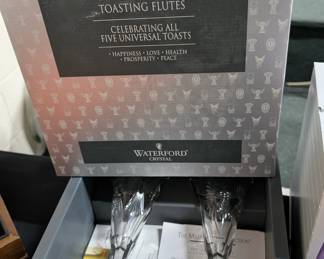 TOASTING FLUTES
CELEBRATING ALL
FIVE UNIVERSAL TOASTS
• HAPPINESS • LOVE • HEALTH
• PROSPERITY • PEACE
WATERFORD
CRYSTAL